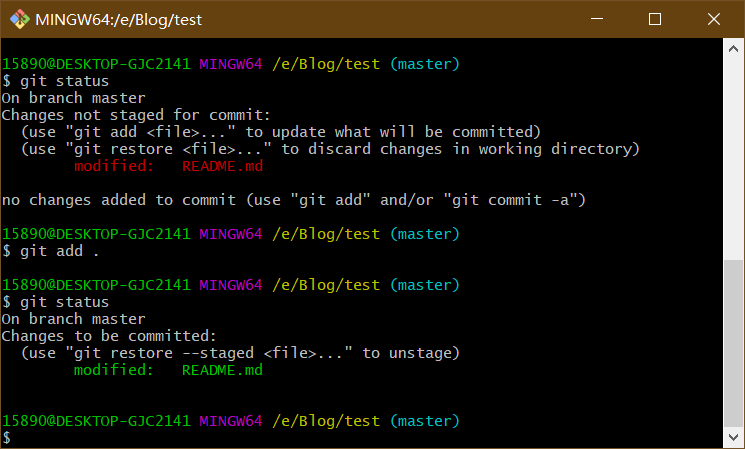 MINGW64:/e/Blog/test
15890@DESKTOP-GJC2141 MINGW64 /e/Blog/test (master)
$ git status
On branch master
Changes not staged for commit:
  (use "git add <file>..." to update what will be committed)
  (use "git restore <file>..." to discard changes in working directory)
        modified:   README.md
no changes added to commit (use "git add" and/or "git commit -a")
15890@DESKTOP-GJC2141 MINGW64 /e/Blog/test (master)
$ git add .
15890@DESKTOP-GJC2141 MINGW64 /e/Blog/test (master)
$ git status
On branch master
Changes to be committed:
  (use "git restore --staged <file>..." to unstage)
        modified:   README.md
15890@DESKTOP-GJC2141 MINGW64 /e/Blog/test (master)
$